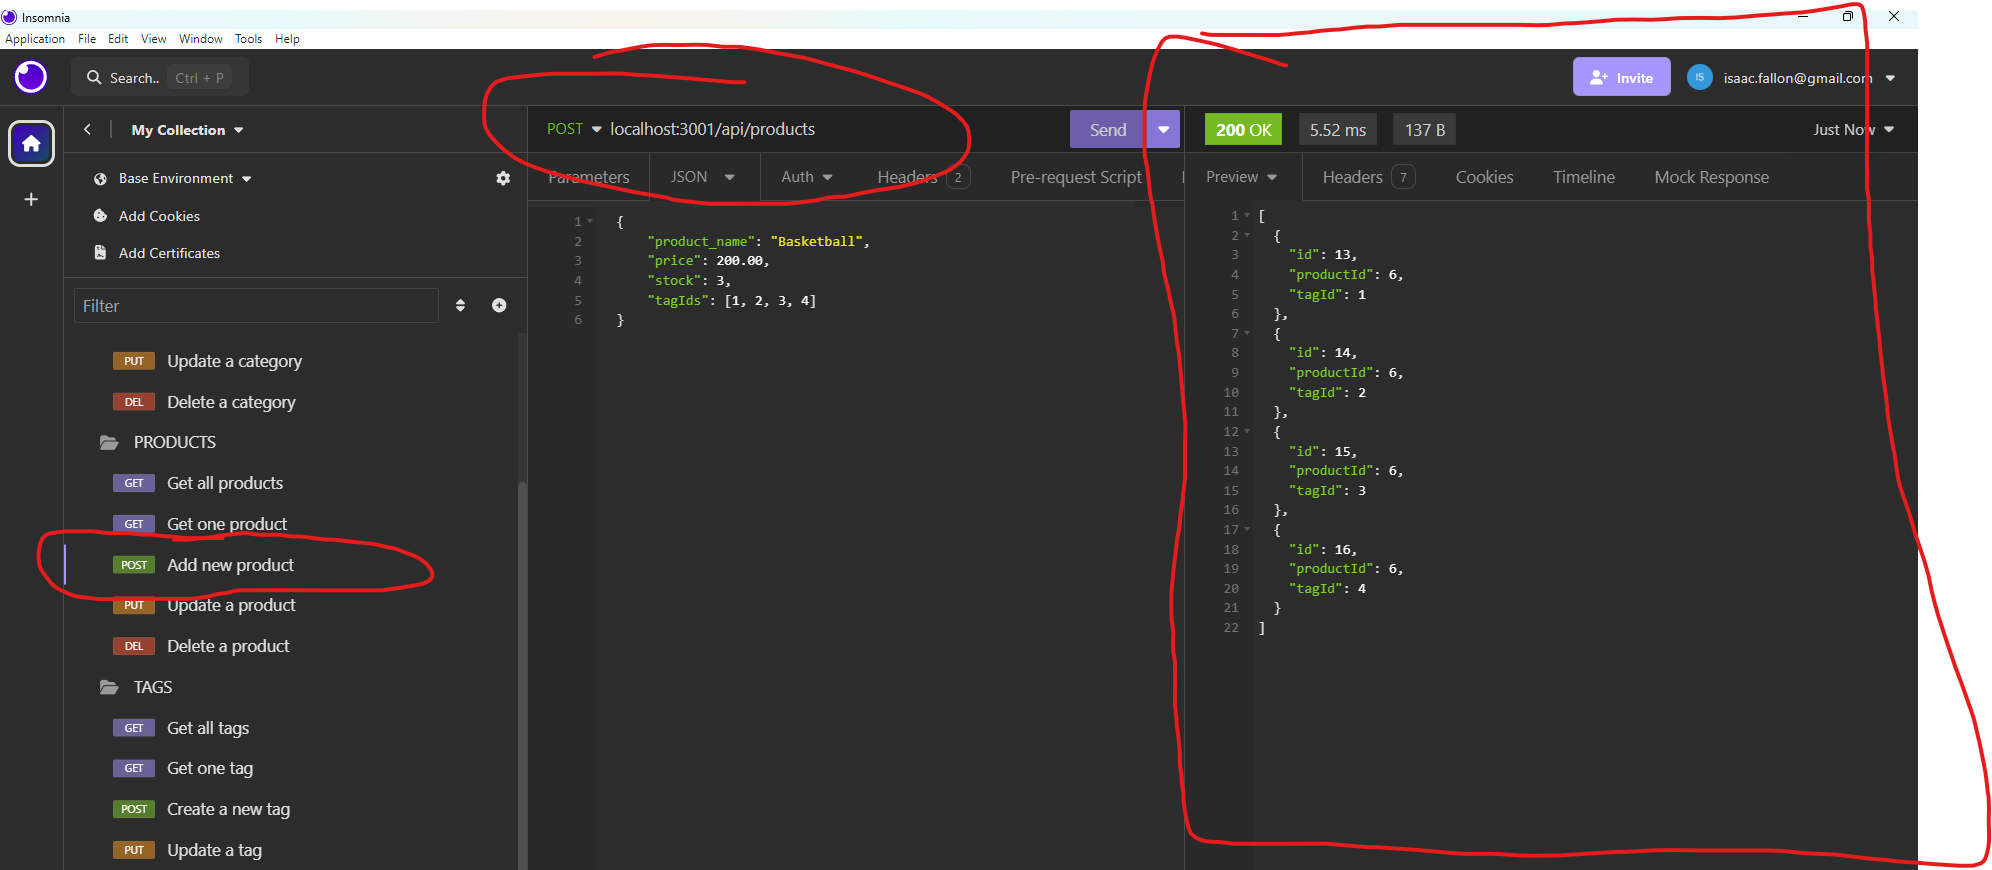 Insomnia
Application File Edit View Window Tools Help
Search.. Ctrl + P
Invite
IS
isaac.fallon@gmail.com
My Collection
Base Environment
Add Cookies
Add Certificates
Filter
PUT Update a category
DEL Delete a category
PRODUCTS
GET Get all products
GET Get one product
POST Add new product
PUT Update a product
DEL Delete a product
TAGS
GET Get all tags
GET Get one tag
POST Create a new tag
PUT Update a tag
POST localhost:3001/api/products
Send
Parameters JSON Auth Headers 2 Pre-request Script
1 {
2 "product_name": "Basketball",
3 "price": 200.00,
4 "stock": 3,
5 "tagIds": [1, 2, 3, 4]
6 }
200 OK 5.52 ms 137 B Just Now
Preview Headers 7 Cookies Timeline Mock Response
1 [
2 {
3 "id": 13,
4 "productId": 6,
5 "tagId": 1
6 },
7 {
8 "id": 14,
9 "productId": 6,
10 "tagId": 2
11 },
12 {
13 "id": 15,
14 "productId": 6,
15 "tagId": 3
16 },
17 {
18 "id": 16,
19 "productId": 6,
20 "tagId": 4
21 }
22 ]